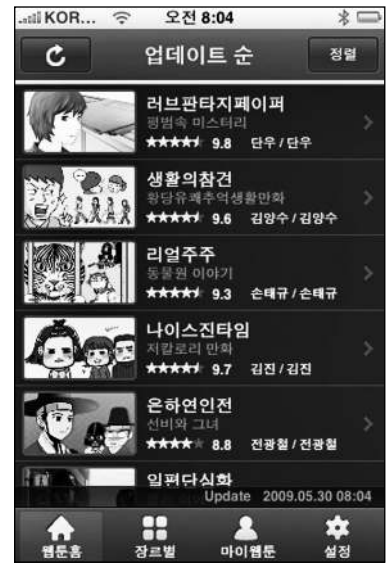 KOR... 오전 8:04
업데이트 순
정렬
러브판타지페이퍼
평범속 미스터리
9.8 단우 / 단우
생활의참견
황당유쾌추억생활만화
9.6 김양수 / 김양수
리얼주주
동물원 이야기
9.3 손태규 / 손태규
나이스진타임
저칼로리 만화
9.7 김진 / 김진
은하연인전
선비와 그녀
8.8 전광철 / 전광철
일편단심화
Update 2009.05.30 08:04
웹툰홈 장르별 마이웹툰 설정